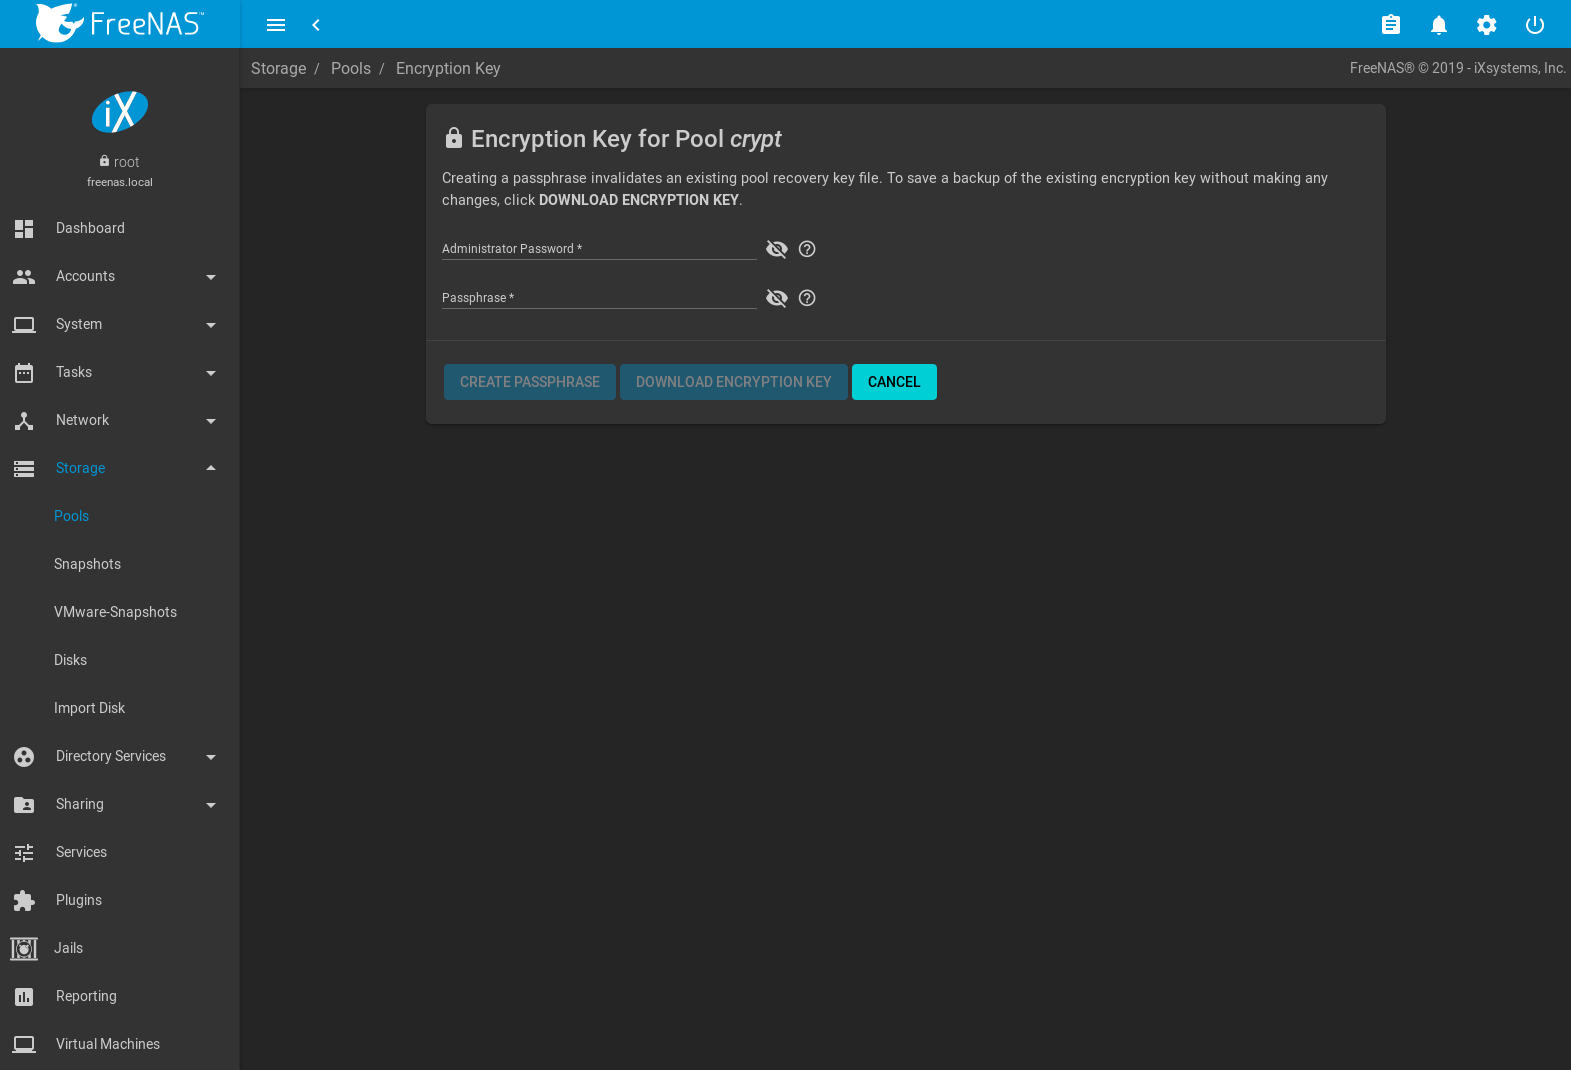 FreeNAS™
Storage / Pools / Encryption Key
FreeNAS® © 2019 - iXsystems, Inc.
iX
root
freenas.local
Dashboard
Accounts
System
Tasks
Network
Storage
Pools
Snapshots
VMware-Snapshots
Disks
Import Disk
Directory Services
Sharing
Services
Plugins
Jails
Reporting
Virtual Machines
Encryption Key for Pool crypt
Creating a passphrase invalidates an existing pool recovery key file. To save a backup of the existing encryption key without making any
changes, click DOWNLOAD ENCRYPTION KEY.
Administrator Password *
Passphrase *
CREATE PASSPHRASE DOWNLOAD ENCRYPTION KEY CANCEL